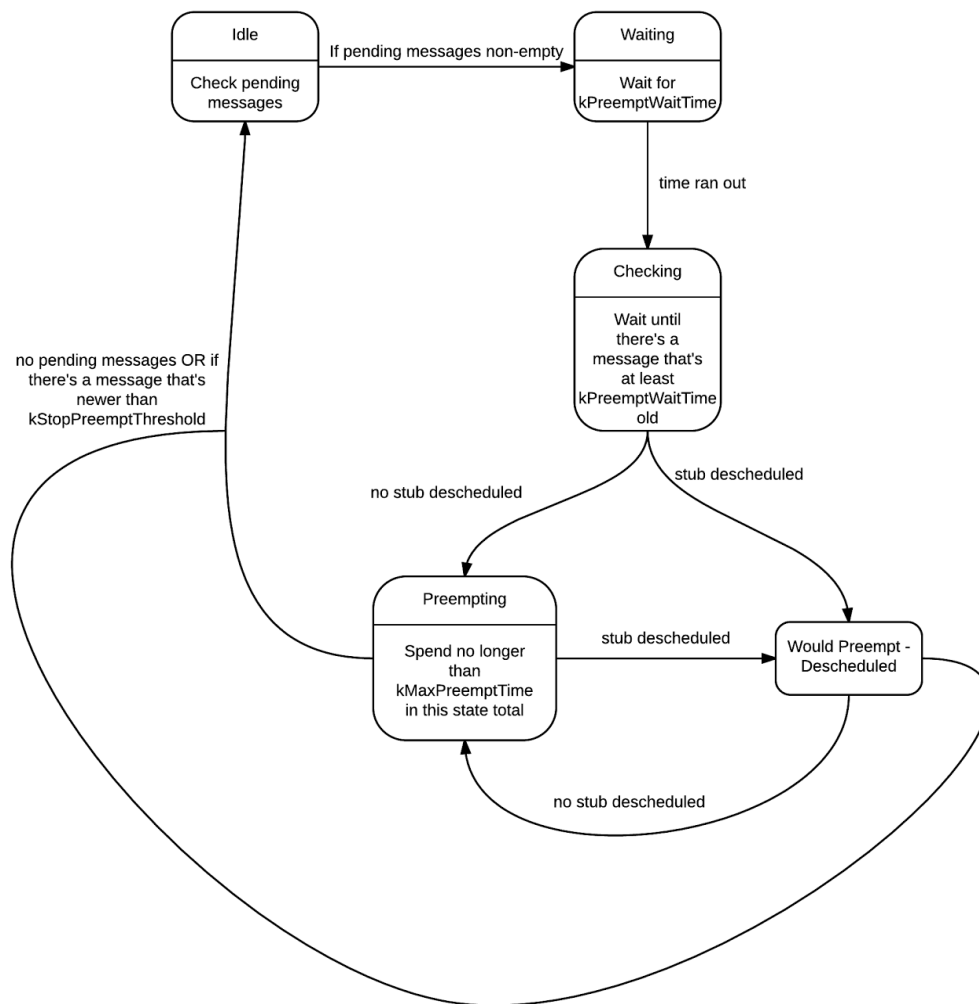 Idle
Check pending
messages
If pending messages non-empty
Waiting
Wait for
kPreemptWaitTime
time ran out
Checking
Wait until
there's a
message that's
at least
kPreemptWaitTime
old
no pending messages OR if
there's a message that's
newer than
kStopPreemptThreshold
no stub descheduled
stub descheduled
Preempting
Spend no longer
than
kMaxPreemptTime
in this state total
stub descheduled
Would Preempt -
Descheduled
no stub descheduled